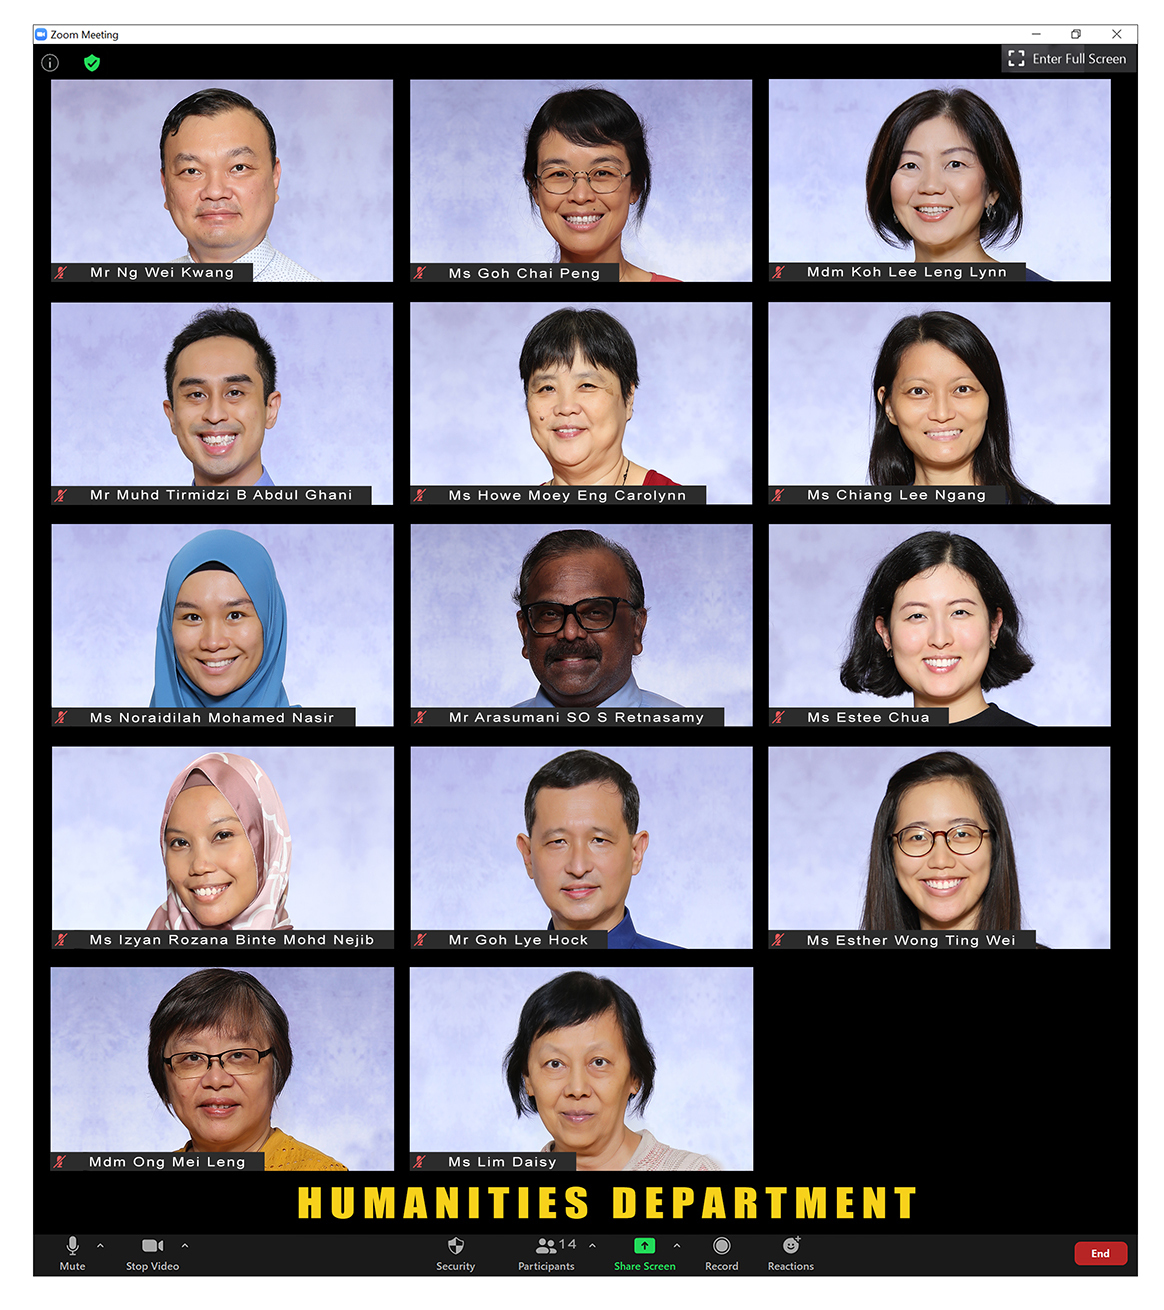 Zoom Meeting
Enter Full Screen
Mr Ng Wei Kwang
Ms Goh Chai Peng
Mdm Koh Lee Leng Lynn
Mr Muhd Tirmidzi B Abdul Ghani
Ms Howe Moey Eng Carolynn
Ms Chiang Lee Ngang
Ms Noraidilah Mohamed Nasir
Mr Arasumani SO S Retnasamy
Ms Estee Chua
Ms Izyan Rozana Binte Mohd Nejib
Mr Goh Lye Hock
Ms Esther Wong Ting Wei
Mdm Ong Mei Leng
Ms Lim Daisy
HUMANITIES DEPARTMENT
14
Mute
Stop Video
Security
Participants
Share Screen
Record
Reactions
End